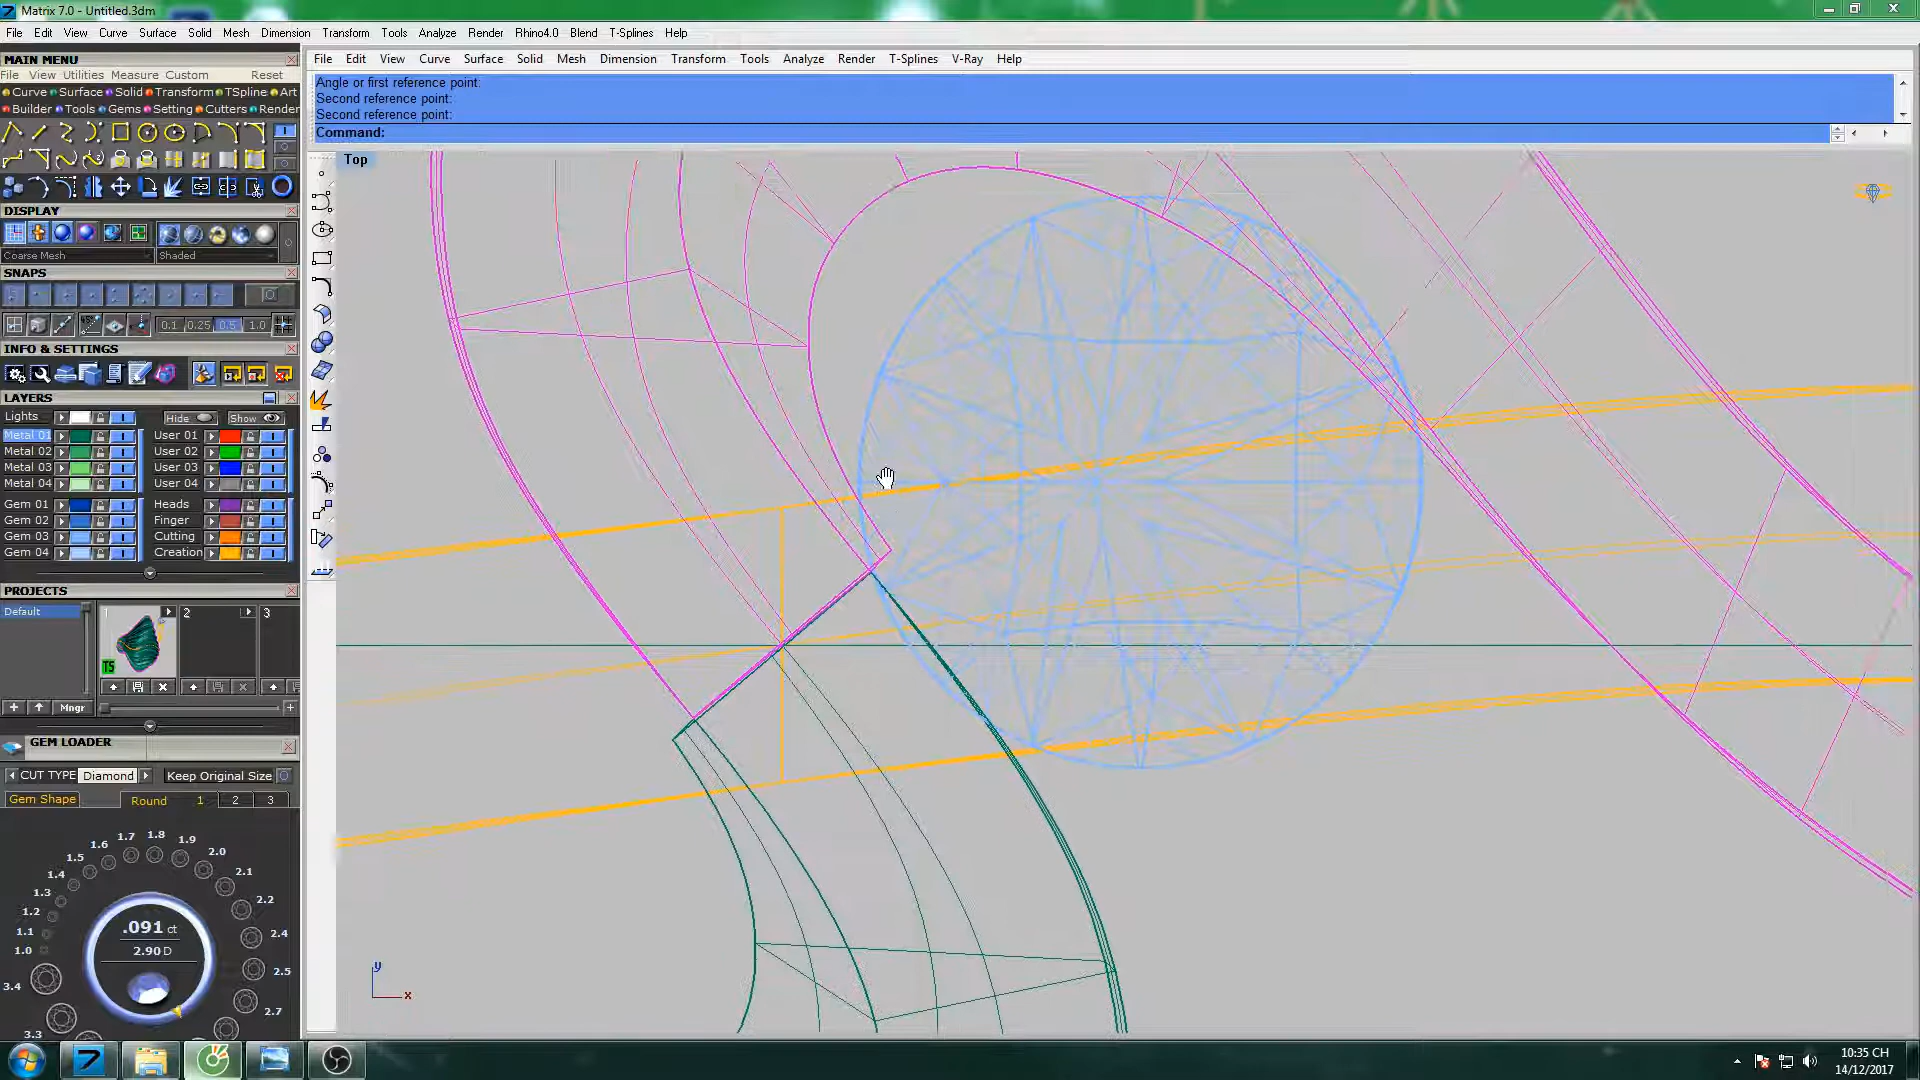 Matrix 7.0 - Untitled.3dm
File Edit View Curve Surface Solid Mesh Dimension Transform Tools Analyze Render Rhino4.0 Blend T-Splines Help
MAIN MENU
File View Utilities Measure Custom Reset
Curve Surface Solid Transform TSpline Art
Builder Tools Gems Setting Cutters Render
DISPLAY
Coarse Mesh Shaded
SNAPS
0.1 0.25 0.5 1.0
INFO & SETTINGS
LAYERS
Lights Hide Show
Metal 01 User 01
Metal 02 User 02
Metal 03 User 03
Metal 04 User 04
Gem 01 Heads
Gem 02 Finger
Gem 03 Cutting
Gem 04 Creation
PROJECTS
Default 1 2 3
TS
Mngr
GEM LOADER
CUT TYPE Diamond Keep Original Size
Gem Shape Round 1 2 3
1.0
1.1
1.2
1.3
1.4
1.5
1.6
1.7
1.8
1.9
2.0
2.1
2.2
2.4
2.5
2.7
3.4
3.3
.091 ct
2.90 D
File Edit View Curve Surface Solid Mesh Dimension Transform Tools Analyze Render T-Splines V-Ray Help
Angle or first reference point:
Second reference point:
Second reference point:
Command:
Top
y
x
10:35 CH
14/12/2017